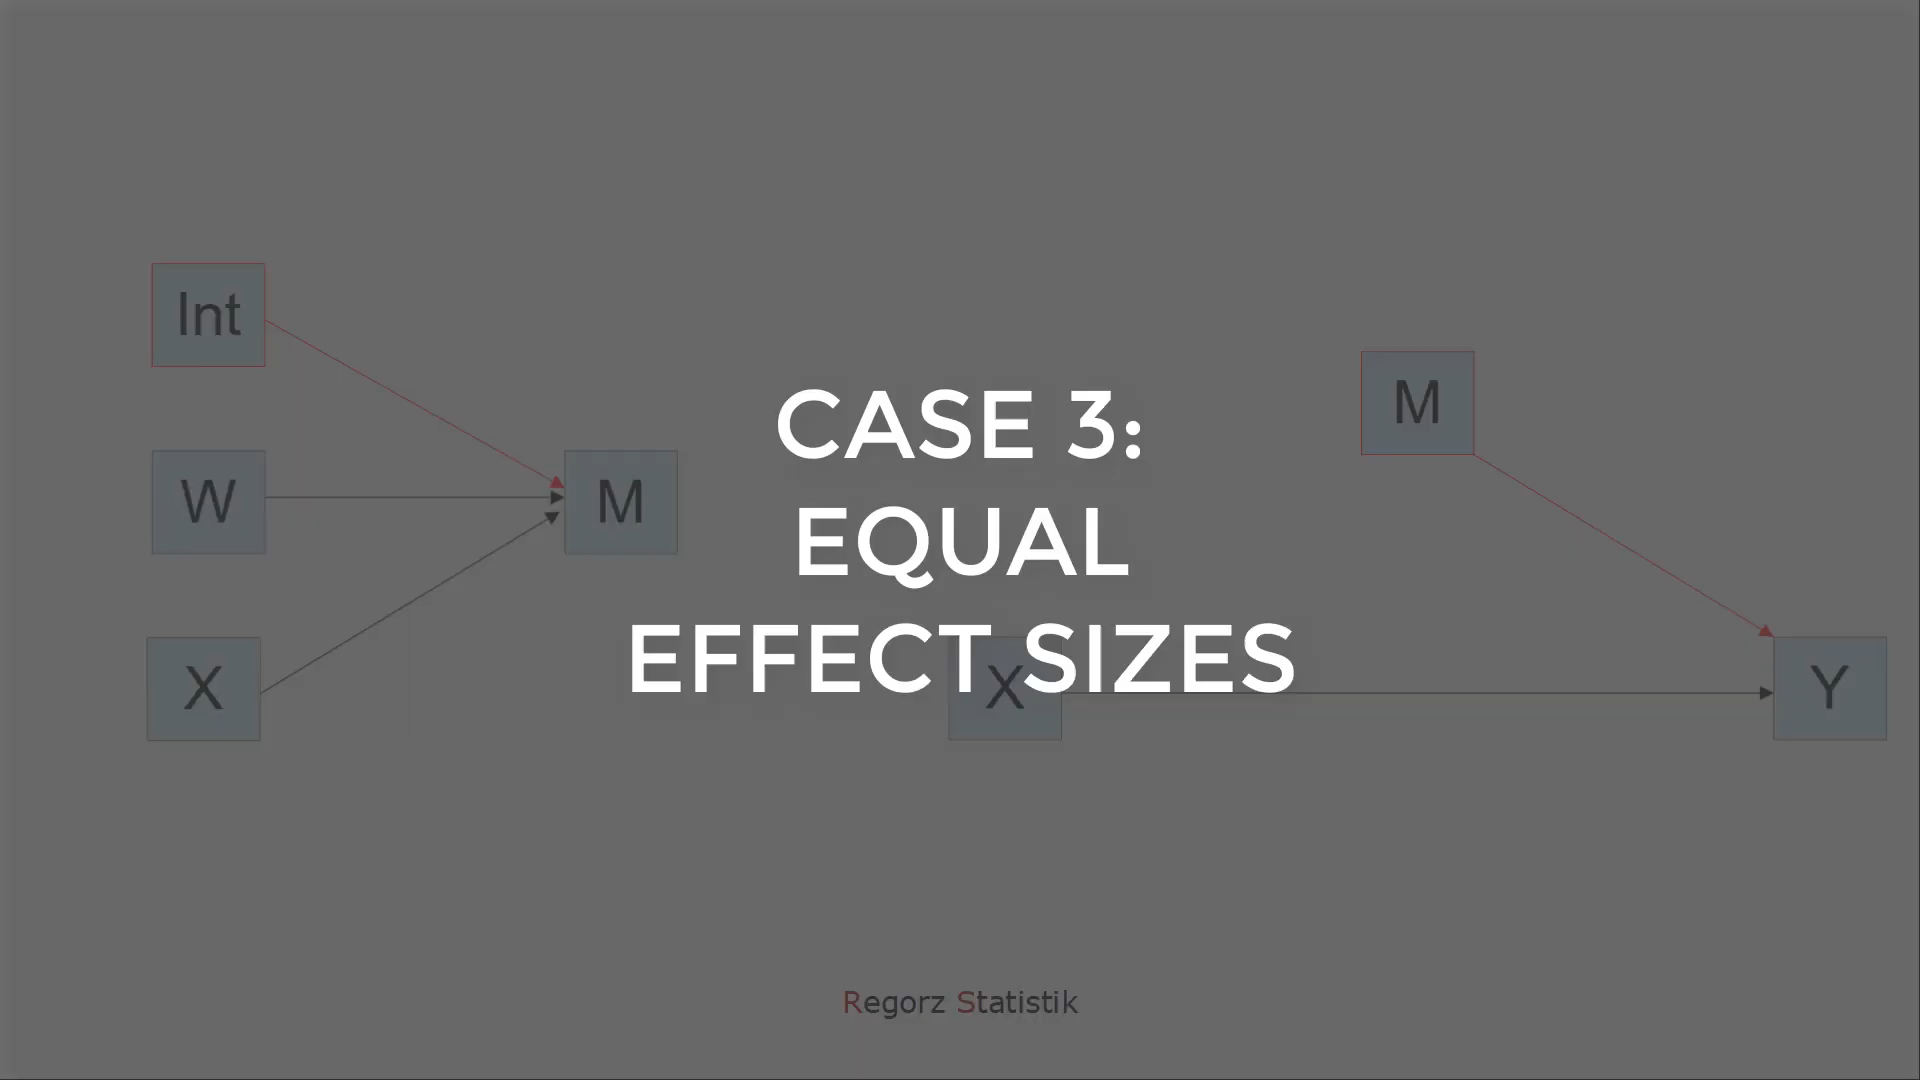 CASE 3:
EQUAL
EFFECT SIZES
Int
W
X
M
M
X
Y
Regorz Statistik